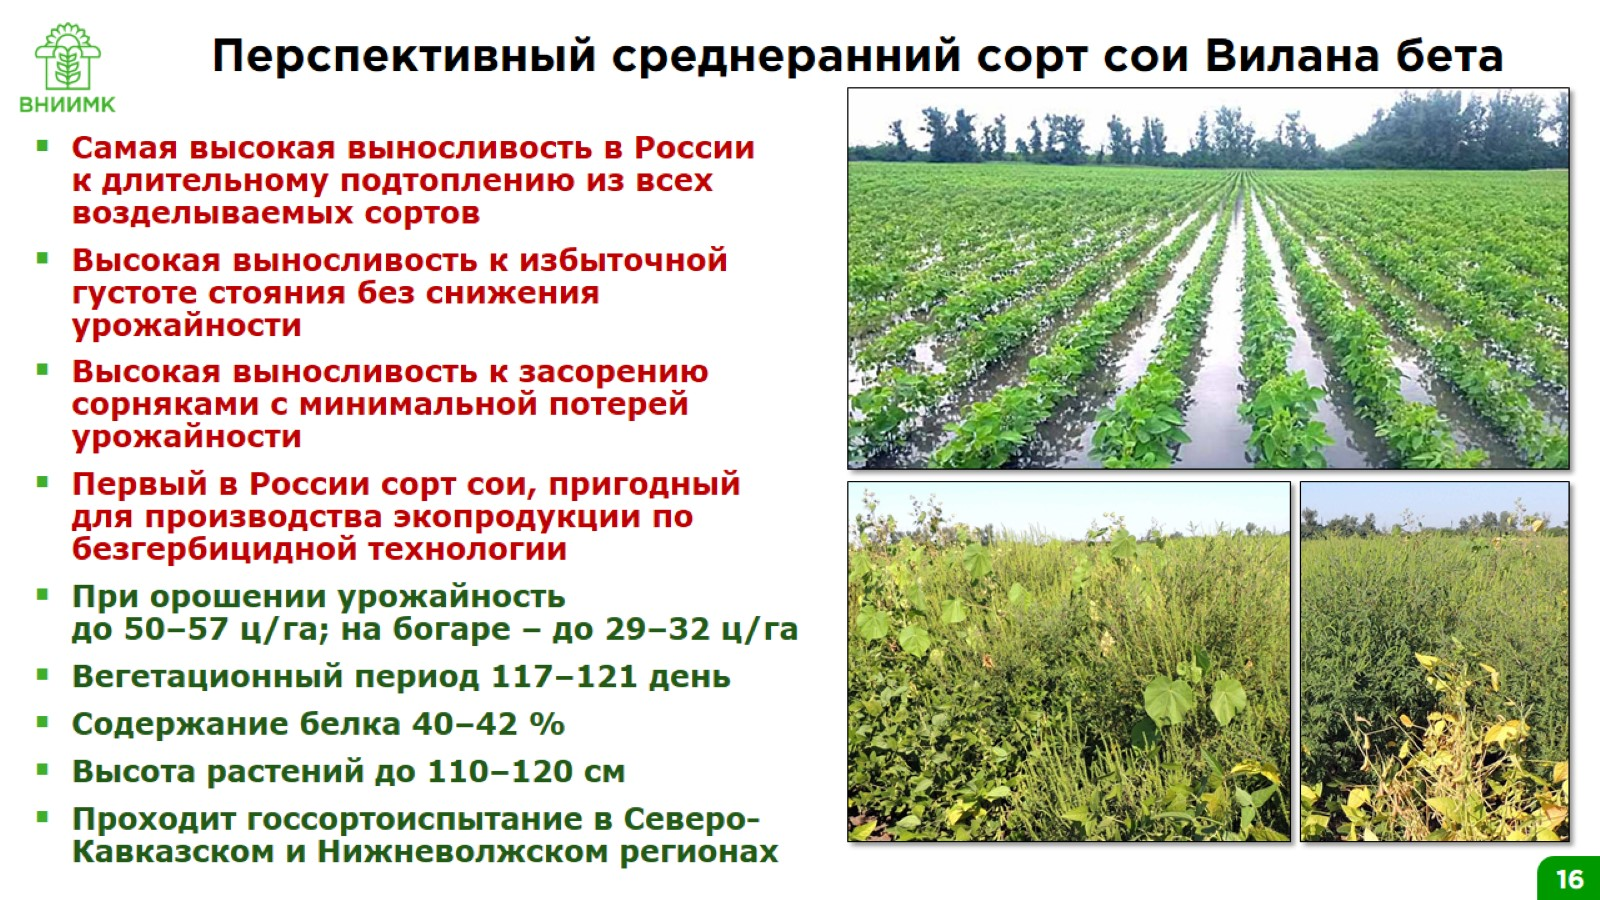 Перспективный среднеранний сорт сои Вилана бета
ВНИИМК
Самая высокая выносливость в России
к длительному подтоплению из всех
возделываемых сортов
Высокая выносливость к избыточной
густоте стояния без снижения
урожайности
Высокая выносливость к засорению
сорняками с минимальной потерей
урожайности
Первый в России сорт сои, пригодный
для производства экопродукции по
безгербицидной технологии
При орошении урожайность
до 50–57 ц/га; на богаре – до 29–32 ц/га
Вегетационный период 117–121 день
Содержание белка 40–42 %
Высота растений до 110–120 см
Проходит госсортоиспытание в Северо-
Кавказском и Нижневолжском регионах
16